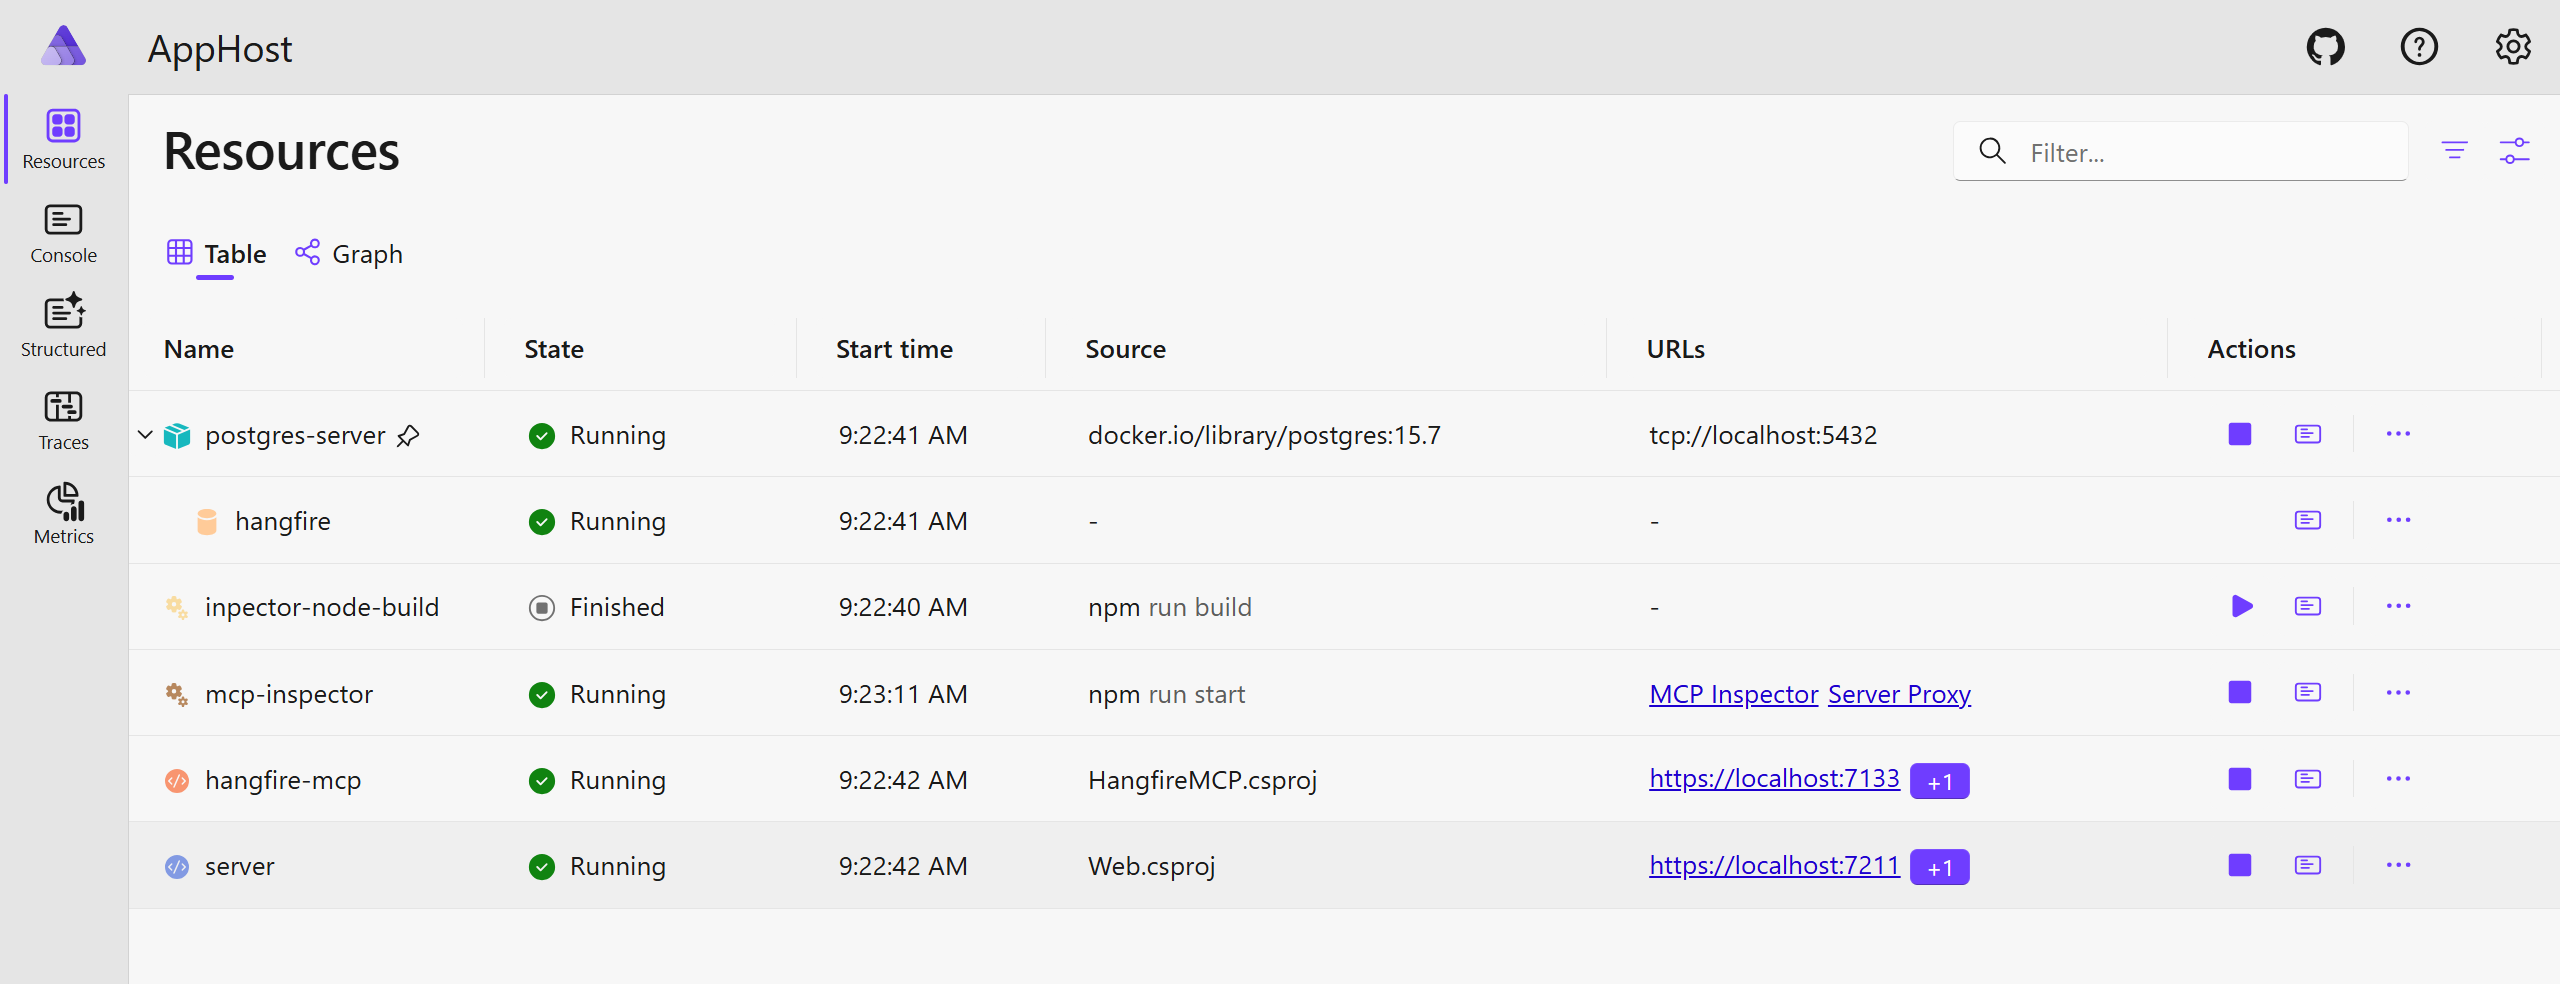 AppHost
Resources
Console
Structured
Traces
Metrics
Resources
Filter...
Table Graph
Name State Start time Source URLs Actions
postgres-server Running 9:22:41 AM docker.io/library/postgres:15.7 tcp://localhost:5432
hangfire Running 9:22:41 AM - -
inpector-node-build Finished 9:22:40 AM npm run build -
mcp-inspector Running 9:23:11 AM npm run start MCP Inspector Server Proxy
hangfire-mcp Running 9:22:42 AM HangfireMCP.csproj https://localhost:7133 +1
server Running 9:22:42 AM Web.csproj https://localhost:7211 +1